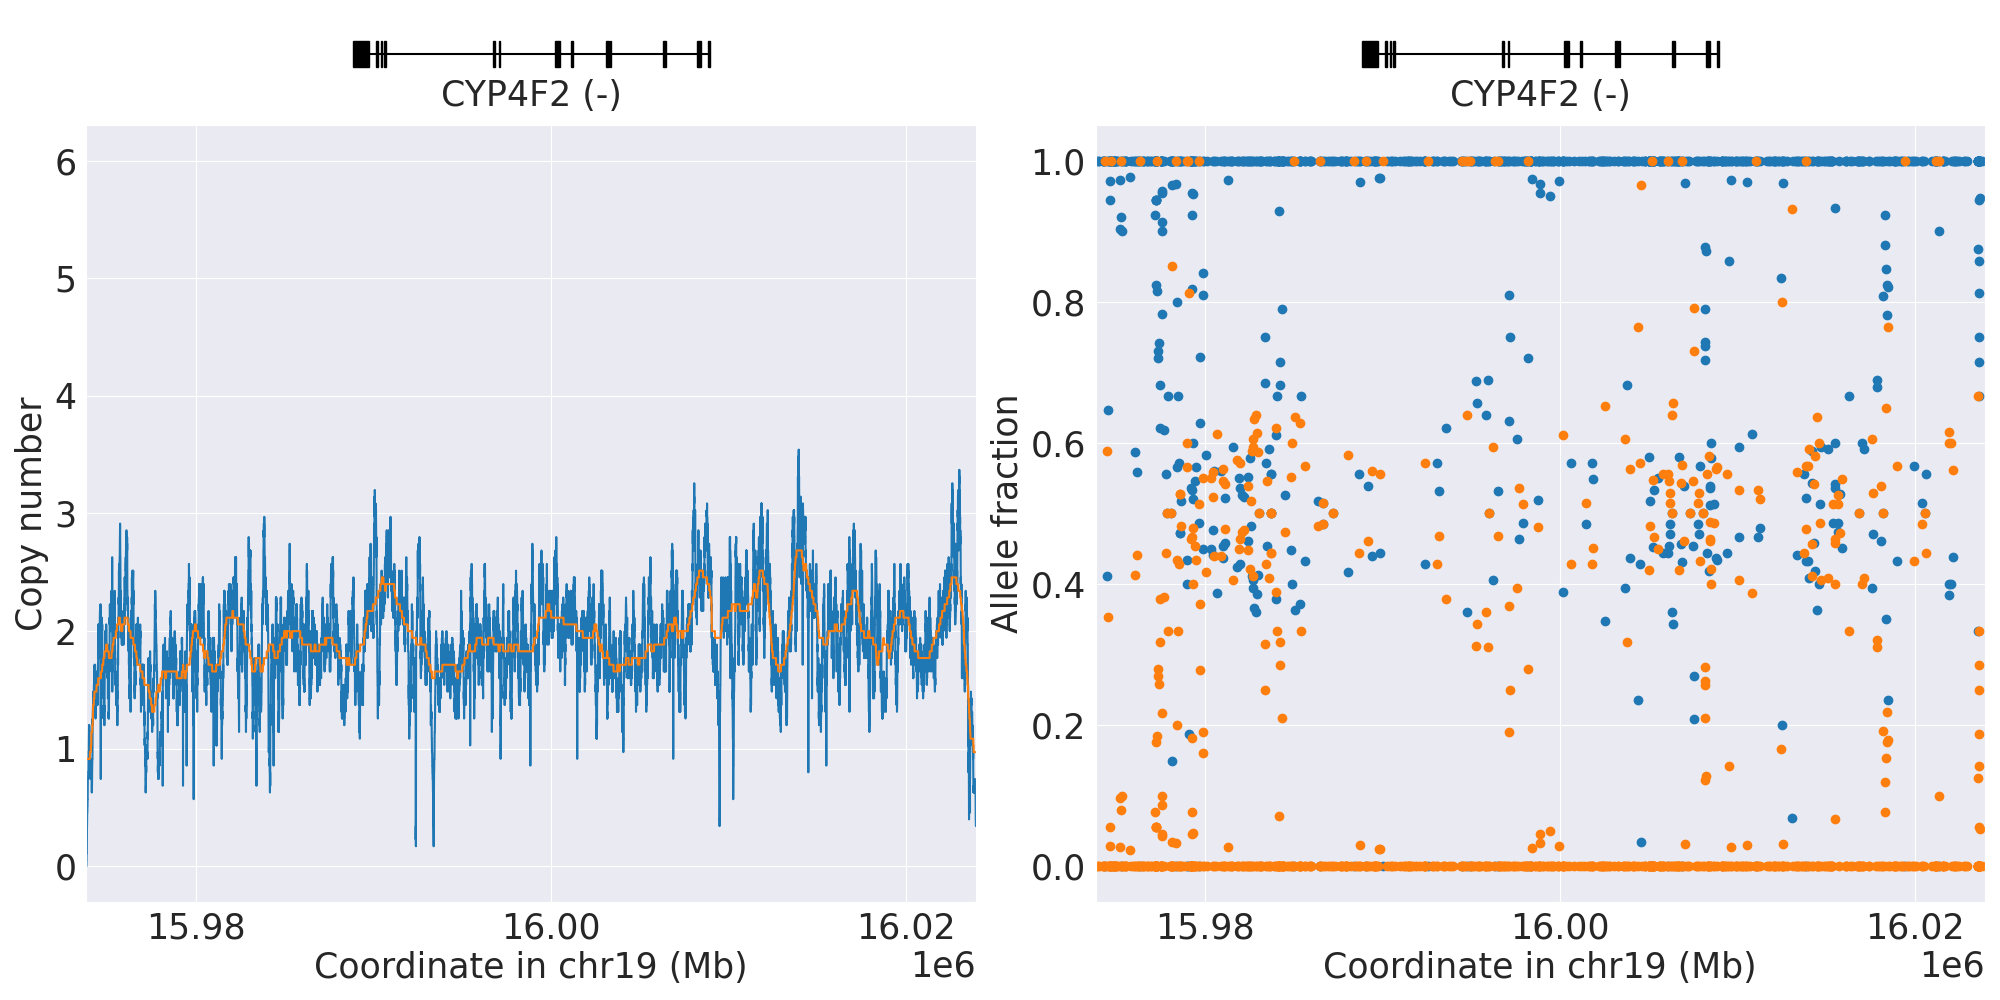 CYP4F2 (-)
6
5
4
3
2
1
0
Copy number
15.98
16.00
16.02
Coordinate in chr19 (Mb)
1e6
CYP4F2 (-)
1.0
0.8
0.6
0.4
0.2
0.0
Allele fraction
15.98
16.00
16.02
Coordinate in chr19 (Mb)
1e6